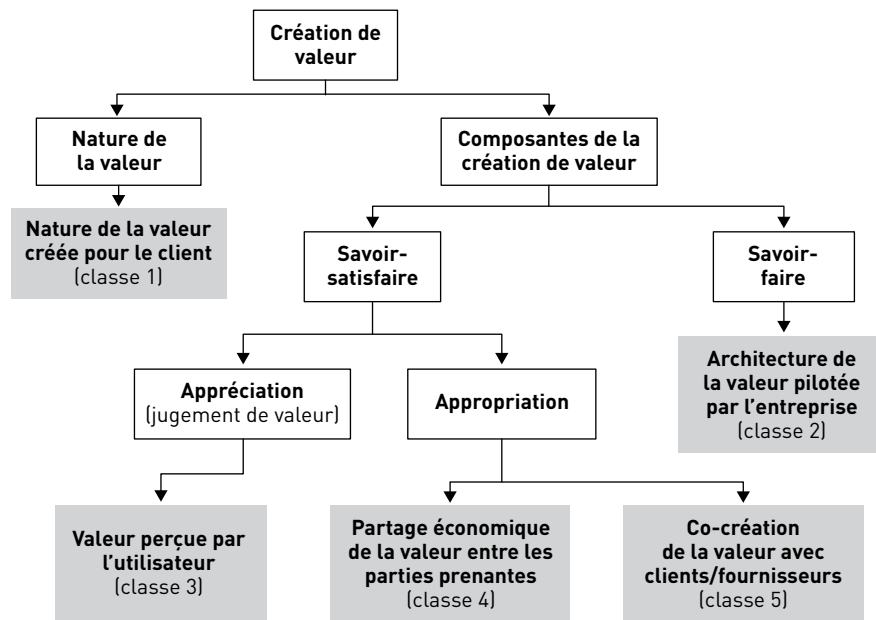 Création de
valeur
Nature de
la valeur
Composantes de la
création de valeur
Nature de la valeur
créée pour le client
(classe 1)
Savoir-
satisfaire
Savoir-
faire
Appréciation
(jugement de valeur)
Appropriation
Architecture de
la valeur pilotée
par l’entreprise
(classe 2)
Valeur perçue par
l’utilisateur
(classe 3)
Partage économique
de la valeur entre les
parties prenantes
(classe 4)
Co-création
de la valeur avec
clients/fournisseurs
(classe 5)